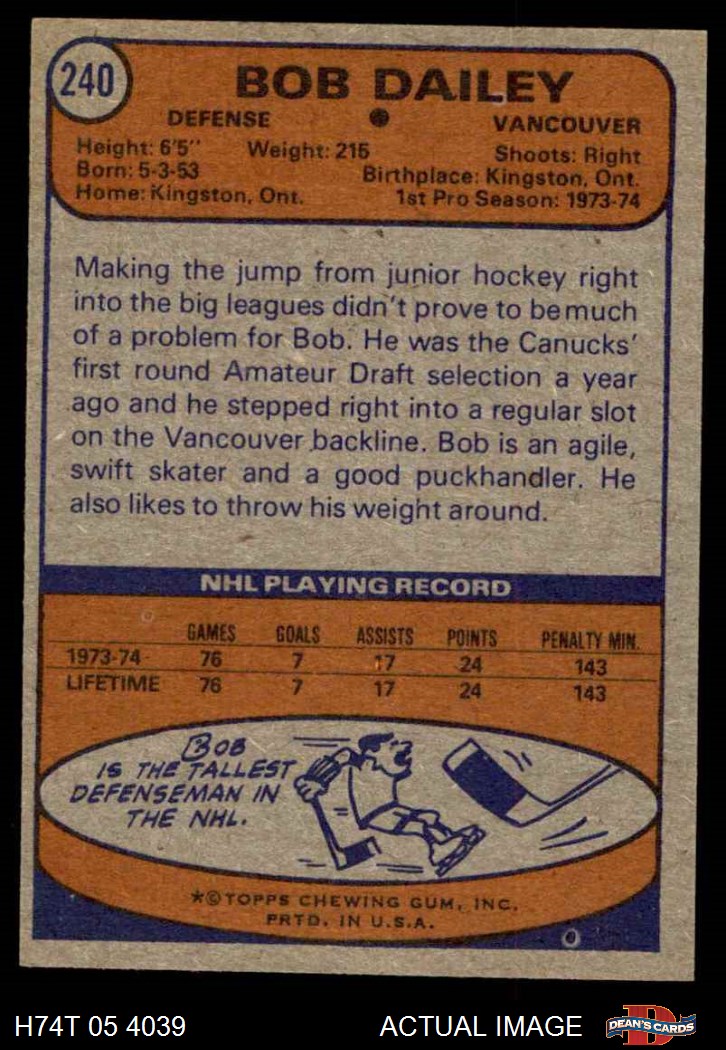 240
BOB DAILEY
DEFENSE
VANCOUVER
Height: 6'5" Weight: 215 Shoots: Right
Born: 5-3-53 Birthplace: Kingston, Ont.
Home: Kingston, Ont. 1st Pro Season: 1973-74
Making the jump from junior hockey right
into the big leagues didn't prove to be much
of a problem for Bob. He was the Canucks'
first round Amateur Draft selection a year
ago and he stepped right into a regular slot
on the Vancouver backline. Bob is an agile,
swift skater and a good puckhandler. He
also likes to throw his weight around.
NHL PLAYING RECORD
GAMES GOALS ASSISTS POINTS PENALTY MIN.
1973-74 76 7 17 24 143
LIFETIME 76 7 17 24 143
BOB
IS THE TALLEST
DEFENSEMAN IN
THE NHL.
*©TOPPS CHEWING GUM, INC.
PRTD. IN U.S.A.
H74T 05 4039
ACTUAL IMAGE
D
DEAN'S CARDS